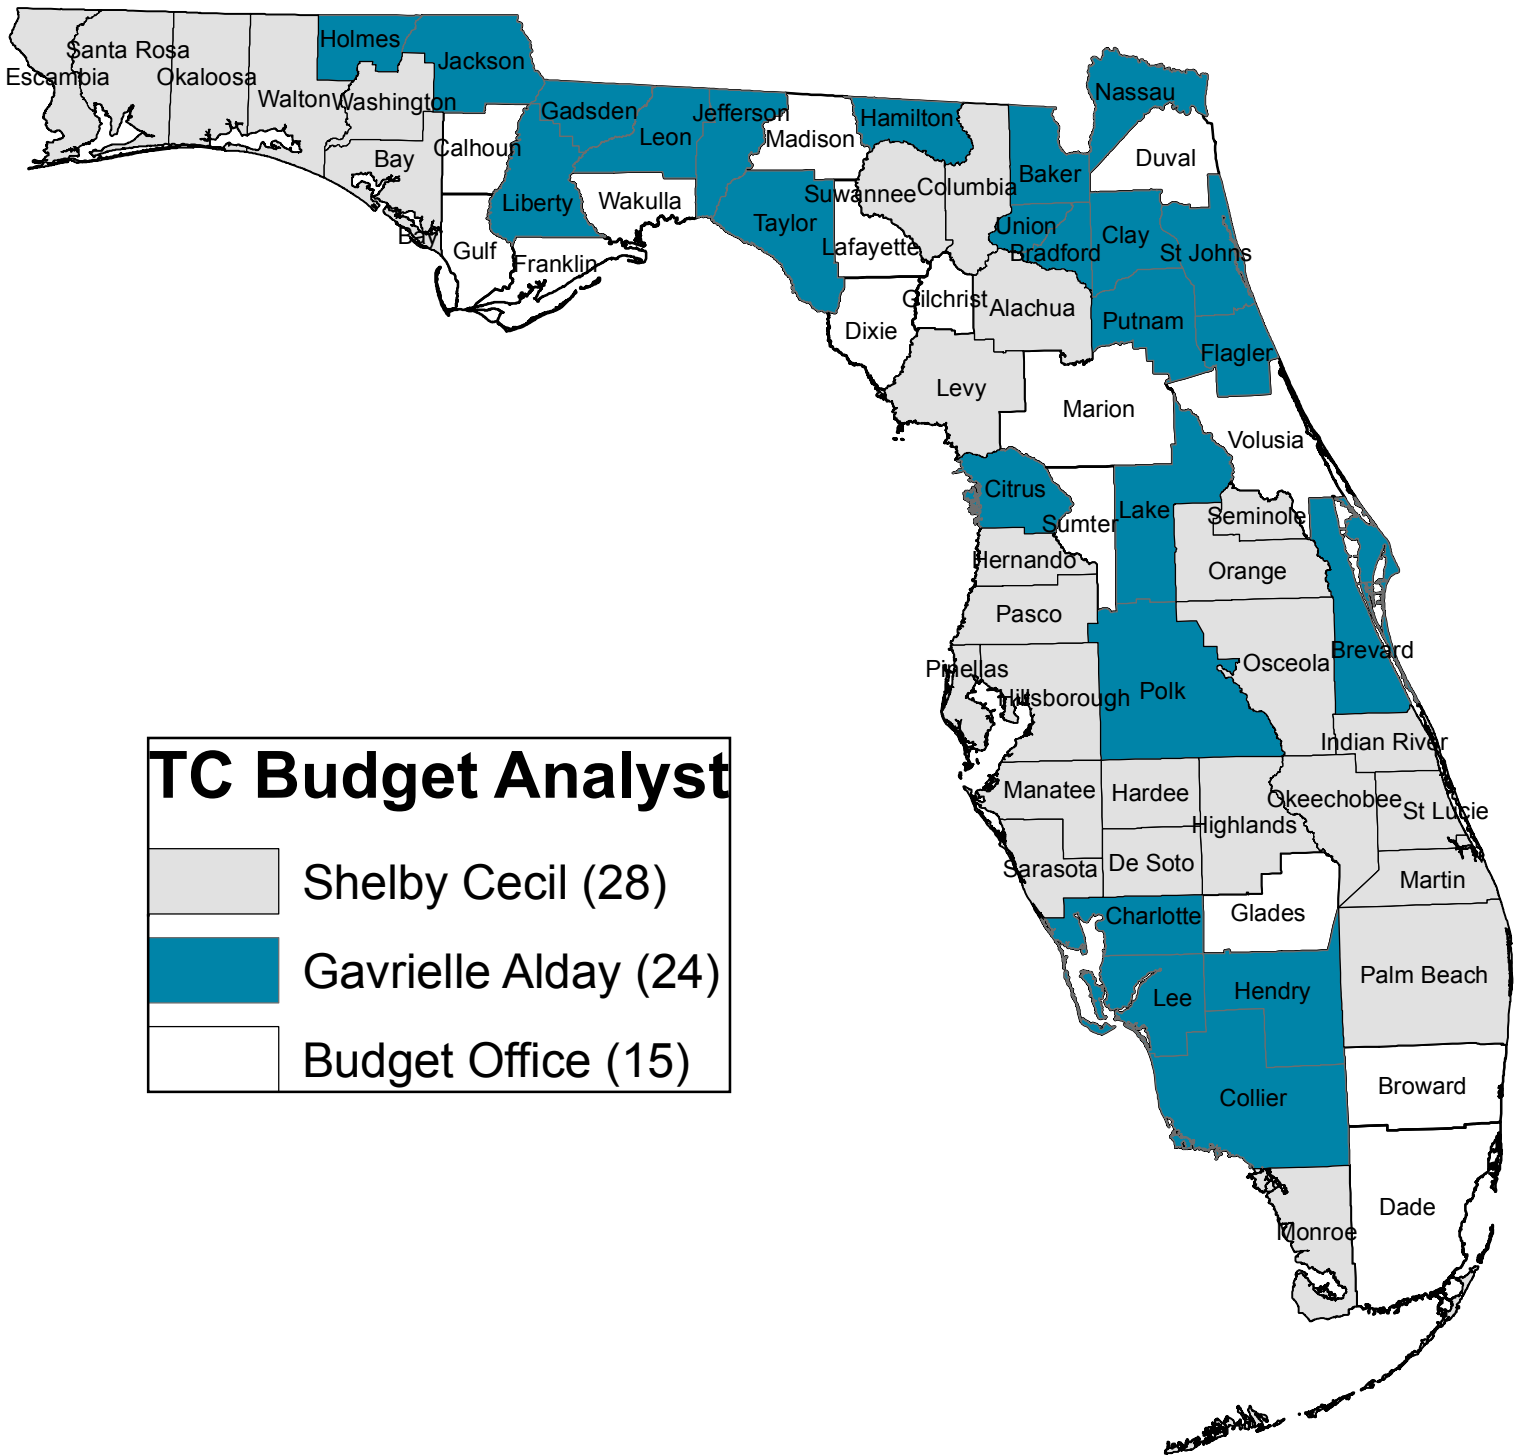 Holmes
Jackson
Santa Rosa
Escambia
Okaloosa
Walton
Washington
Nassau
Gadsden
Jefferson
Hamilton
Leon
Madison
Calhoun
Bay
Duval
Baker
Suwannee
Columbia
Liberty
Wakulla
Taylor
Union
Bay
Clay
Lafayette
Bradford
St Johns
Gulf
Franklin
Gilchrist
Alachua
Dixie
Putnam
Flagler
Levy
Marion
Volusia
Citrus
Lake
Seminole
Sumter
Hernando
Orange
Pasco
Brevard
Osceola
Pinellas
Polk
Hillsborough
Indian River
Manatee
Hardee
Okeechobee
St Lucie
Highlands
Sarasota
De Soto
Martin
Charlotte
Glades
Palm Beach
Lee
Hendry
Broward
Collier
Dade
Monroe
TC Budget Analyst
Shelby Cecil (28)
Gavrielle Alday (24)
Budget Office (15)